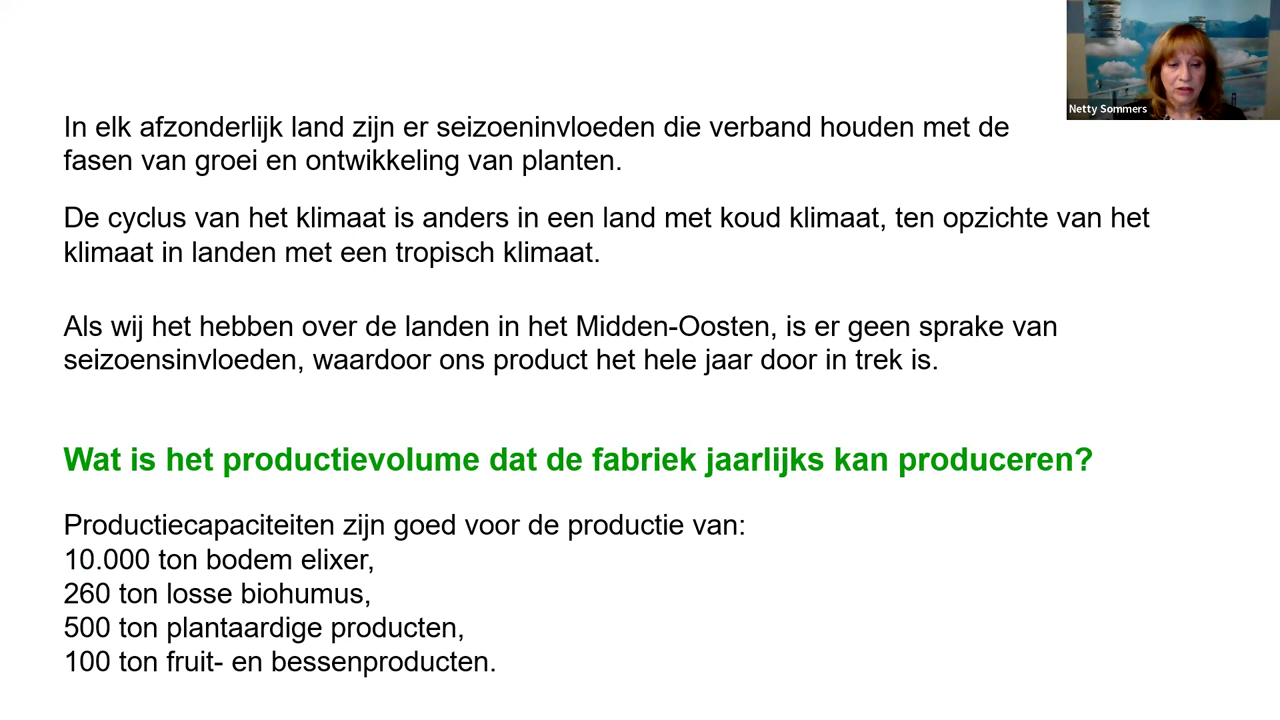 Netty Sommers
In elk afzonderlijk land zijn er seizoeninvloeden die verband houden met de
fasen van groei en ontwikkeling van planten.
De cyclus van het klimaat is anders in een land met koud klimaat, ten opzichte van het
klimaat in landen met een tropisch klimaat.
Als wij het hebben over de landen in het Midden-Oosten, is er geen sprake van
seizoensinvloeden, waardoor ons product het hele jaar door in trek is.
Wat is het productievolume dat de fabriek jaarlijks kan produceren?
Productiecapaciteiten zijn goed voor de productie van:
10.000 ton bodem elixer,
260 ton losse biohumus,
500 ton plantaardige producten,
100 ton fruit- en bessenproducten.